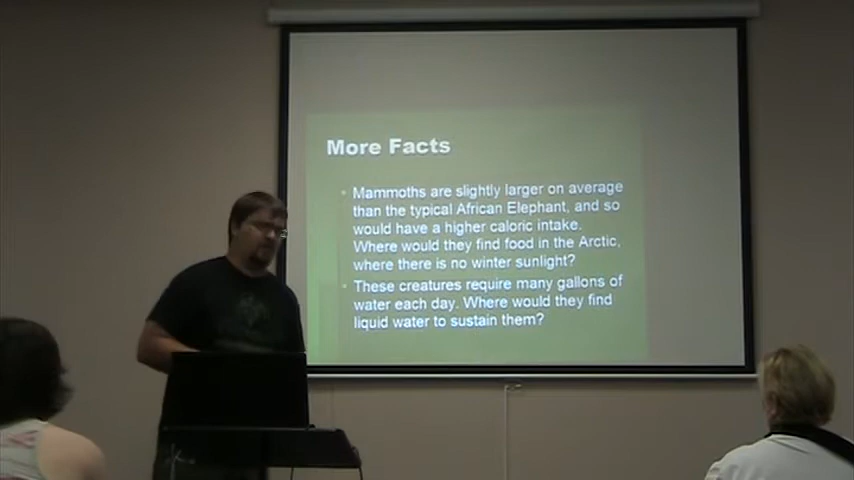 More Facts
Mammoths are slightly larger on average
than the typical African Elephant, and so
would have a higher caloric intake.
Where would they find food in the Arctic,
where there is no winter sunlight?
These creatures require many gallons of
water each day. Where would they find
liquid water to sustain them?